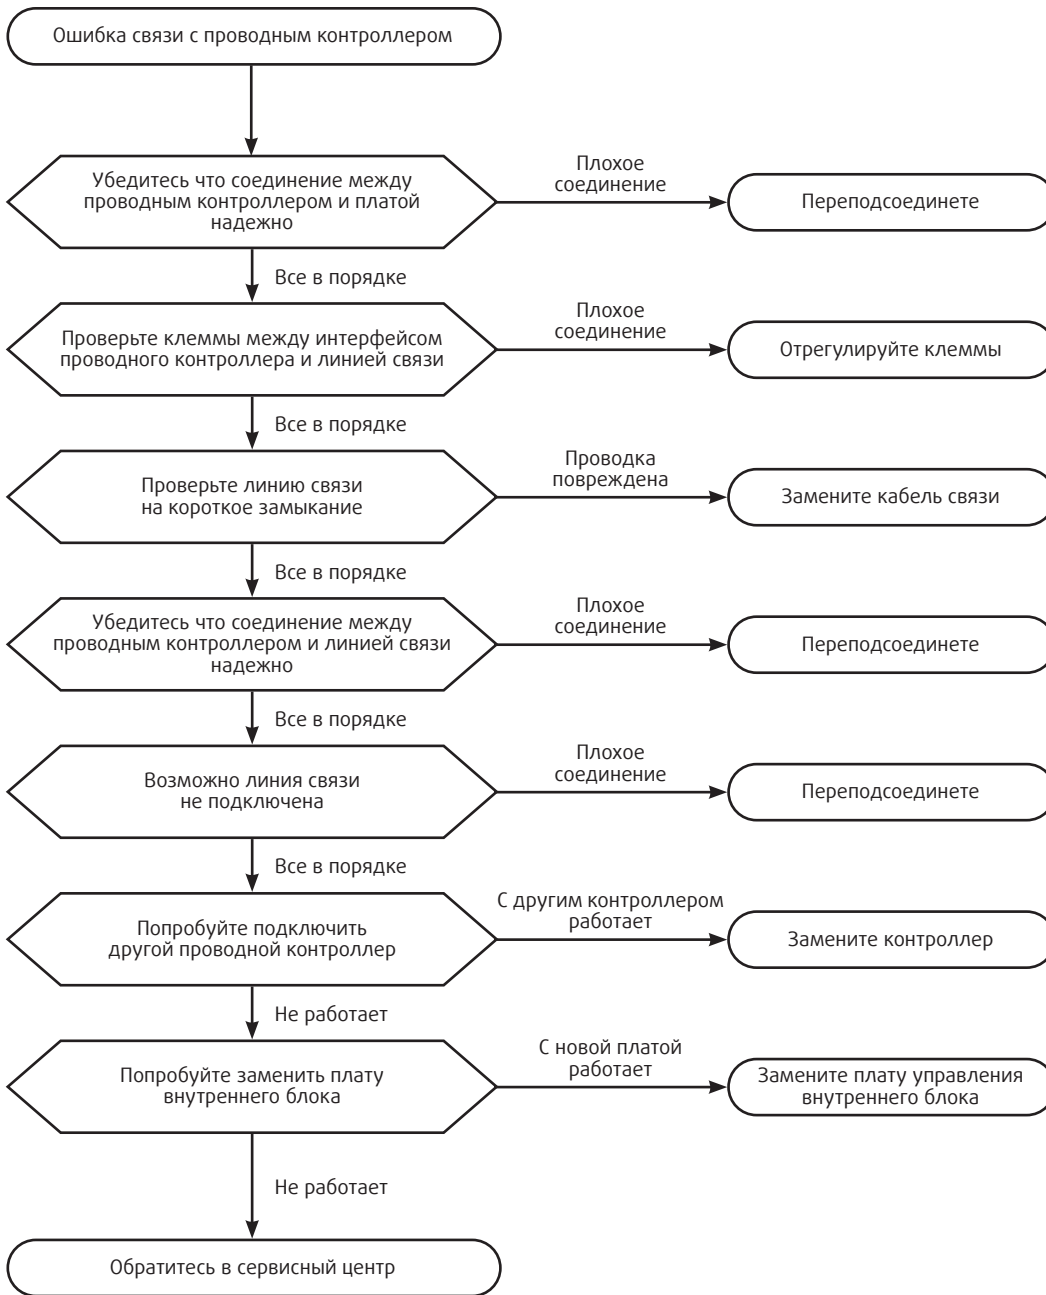 Ошибка связи с проводным контроллером
Убедитесь что соединение между
проводным контроллером и платой
надежно
Плохое
соединение
Переподсоединете
Все в порядке
Проверьте клеммы между интерфейсом
проводного контроллера и линией связи
Плохое
соединение
Отрегулируйте клеммы
Все в порядке
Проверьте линию связи
на короткое замыкание
Проводка
повреждена
Замените кабель связи
Все в порядке
Убедитесь что соединение между
проводным контроллером и линией связи
надежно
Плохое
соединение
Переподсоединете
Все в порядке
Возможно линия связи
не подключена
Плохое
соединение
Переподсоединете
Все в порядке
Попробуйте подключить
другой проводной контроллер
С другим контроллером
работает
Замените контроллер
Не работает
Попробуйте заменить плату
внутреннего блока
С новой платой
работает
Замените плату управления
внутреннего блока
Не работает
Обратитесь в сервисный центр